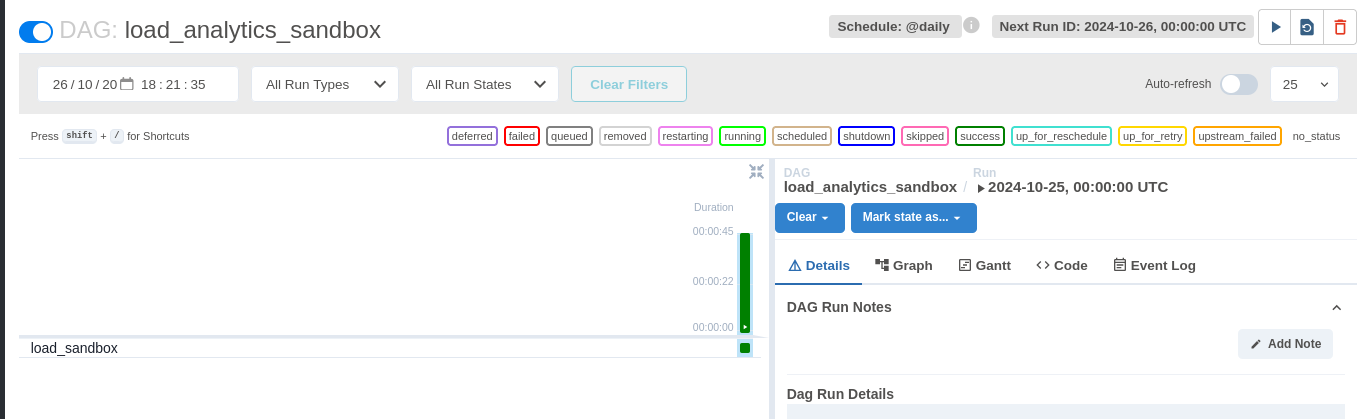 DAG: load_analytics_sandbox
Schedule: @daily
Next Run ID: 2024-10-26, 00:00:00 UTC
26 / 10 / 20 18 : 21 : 35
All Run Types
All Run States
Clear Filters
Auto-refresh
25
Press shift + / for Shortcuts
deferred failed queued removed restarting running scheduled shutdown skipped success up_for_reschedule up_for_retry upstream_failed no_status
Duration
00:00:45
00:00:22
00:00:00
load_sandbox
DAG
load_analytics_sandbox
/
Run
2024-10-25, 00:00:00 UTC
Clear
Mark state as...
Details
Graph
Gantt
Code
Event Log
DAG Run Notes
Add Note
Dag Run Details